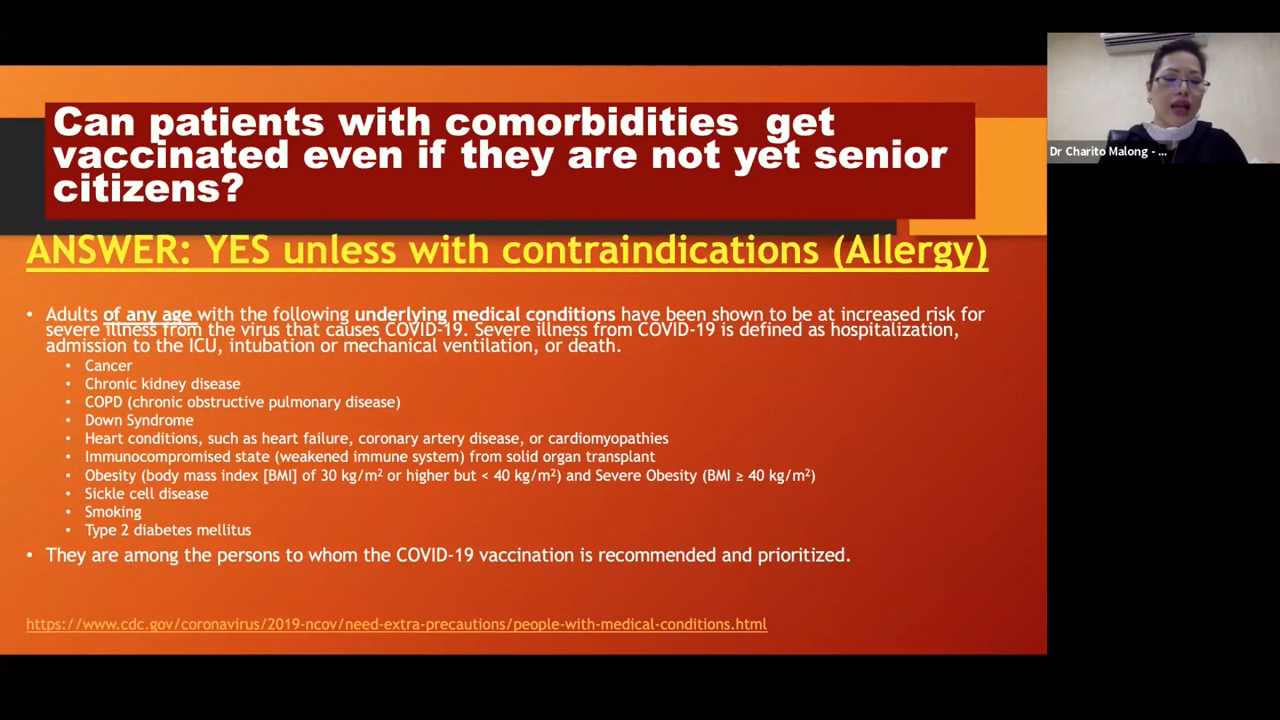 Can patients with comorbidities get
vaccinated even if they are not yet senior
citizens?
ANSWER: YES unless with contraindications (Allergy)
• Adults of any age with the following underlying medical conditions have been shown to be at increased risk for
severe illness from the virus that causes COVID-19. Severe illness from COVID-19 is defined as hospitalization,
admission to the ICU, intubation or mechanical ventilation, or death.
• Cancer
• Chronic kidney disease
• COPD (chronic obstructive pulmonary disease)
• Down Syndrome
• Heart conditions, such as heart failure, coronary artery disease, or cardiomyopathies
• Immunocompromised state (weakened immune system) from solid organ transplant
• Obesity (body mass index [BMI] of 30 kg/m² or higher but < 40 kg/m²) and Severe Obesity (BMI ≥ 40 kg/m²)
• Sickle cell disease
• Smoking
• Type 2 diabetes mellitus
• They are among the persons to whom the COVID-19 vaccination is recommended and prioritized.
https://www.cdc.gov/coronavirus/2019-ncov/need-extra-precautions/people-with-medical-conditions.html
Dr Charito Malong - ...